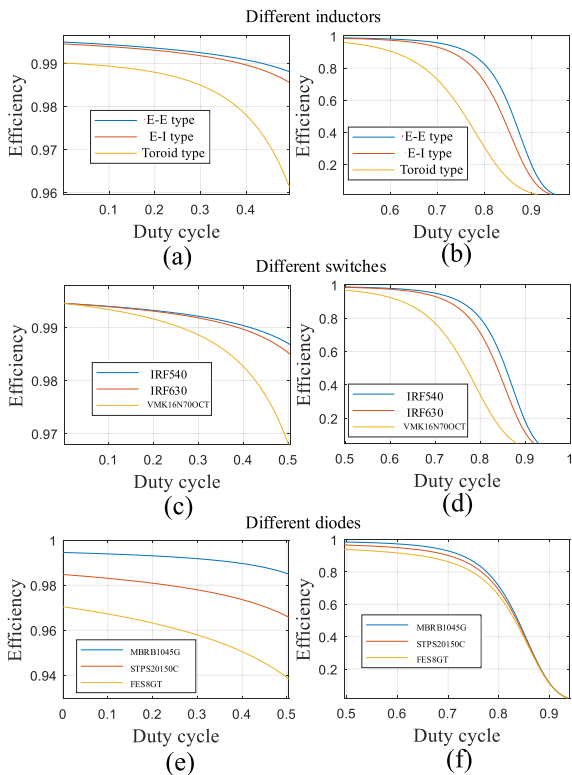 Different inductors
Efficiency
0.99
0.98
0.97
0.96
E-E type
E-I type
Toroid type
0.1 0.2 0.3 0.4
Duty cycle
(a)
Efficiency
1
0.8
0.6
0.4
0.2
E-E type
E-I type
Toroid type
0.6 0.7 0.8 0.9
Duty cycle
(b)
Different switches
Efficiency
0.99
0.98
0.97
IRF540
IRF630
VMK16N70OCT
0.1 0.2 0.3 0.4 0.5
Duty cycle
(c)
Efficiency
1
0.8
0.6
0.4
0.2
IRF540
IRF630
VMK16N70OCT
0.5 0.6 0.7 0.8 0.9 1
Duty cycle
(d)
Different diodes
Efficiency
1
0.98
0.96
0.94
MBRB1045G
STPS20150C
FES8GT
0 0.1 0.2 0.3 0.4 0.5
Duty cycle
(e)
Efficiency
1
0.8
0.6
0.4
0.2
MBRB1045G
STPS20150C
FES8GT
0.5 0.6 0.7 0.8 0.9
Duty cycle
(f)